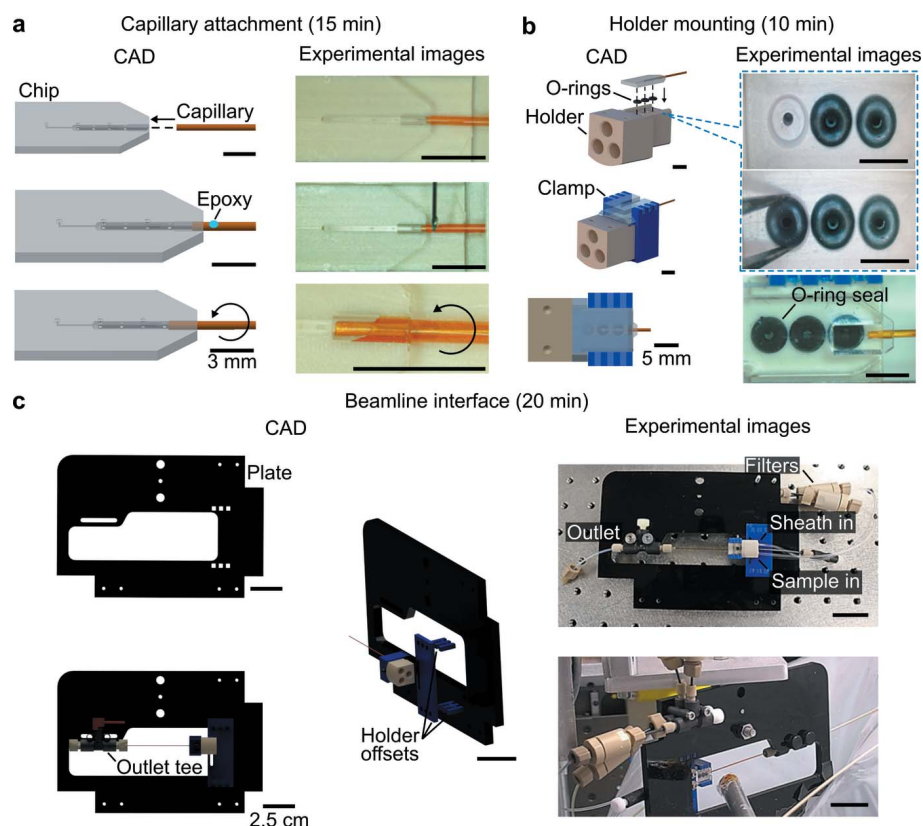 a
Capillary attachment (15 min)
CAD
Experimental images
Chip
Capillary
Epoxy
3 mm
b
Holder mounting (10 min)
CAD
Experimental images
O-rings
Holder
Clamp
O-ring seal
5 mm
c
Beamline interface (20 min)
CAD
Experimental images
Plate
Outlet tee
2.5 cm
Holder
offsets
Filters
Outlet
Sheath in
Sample in